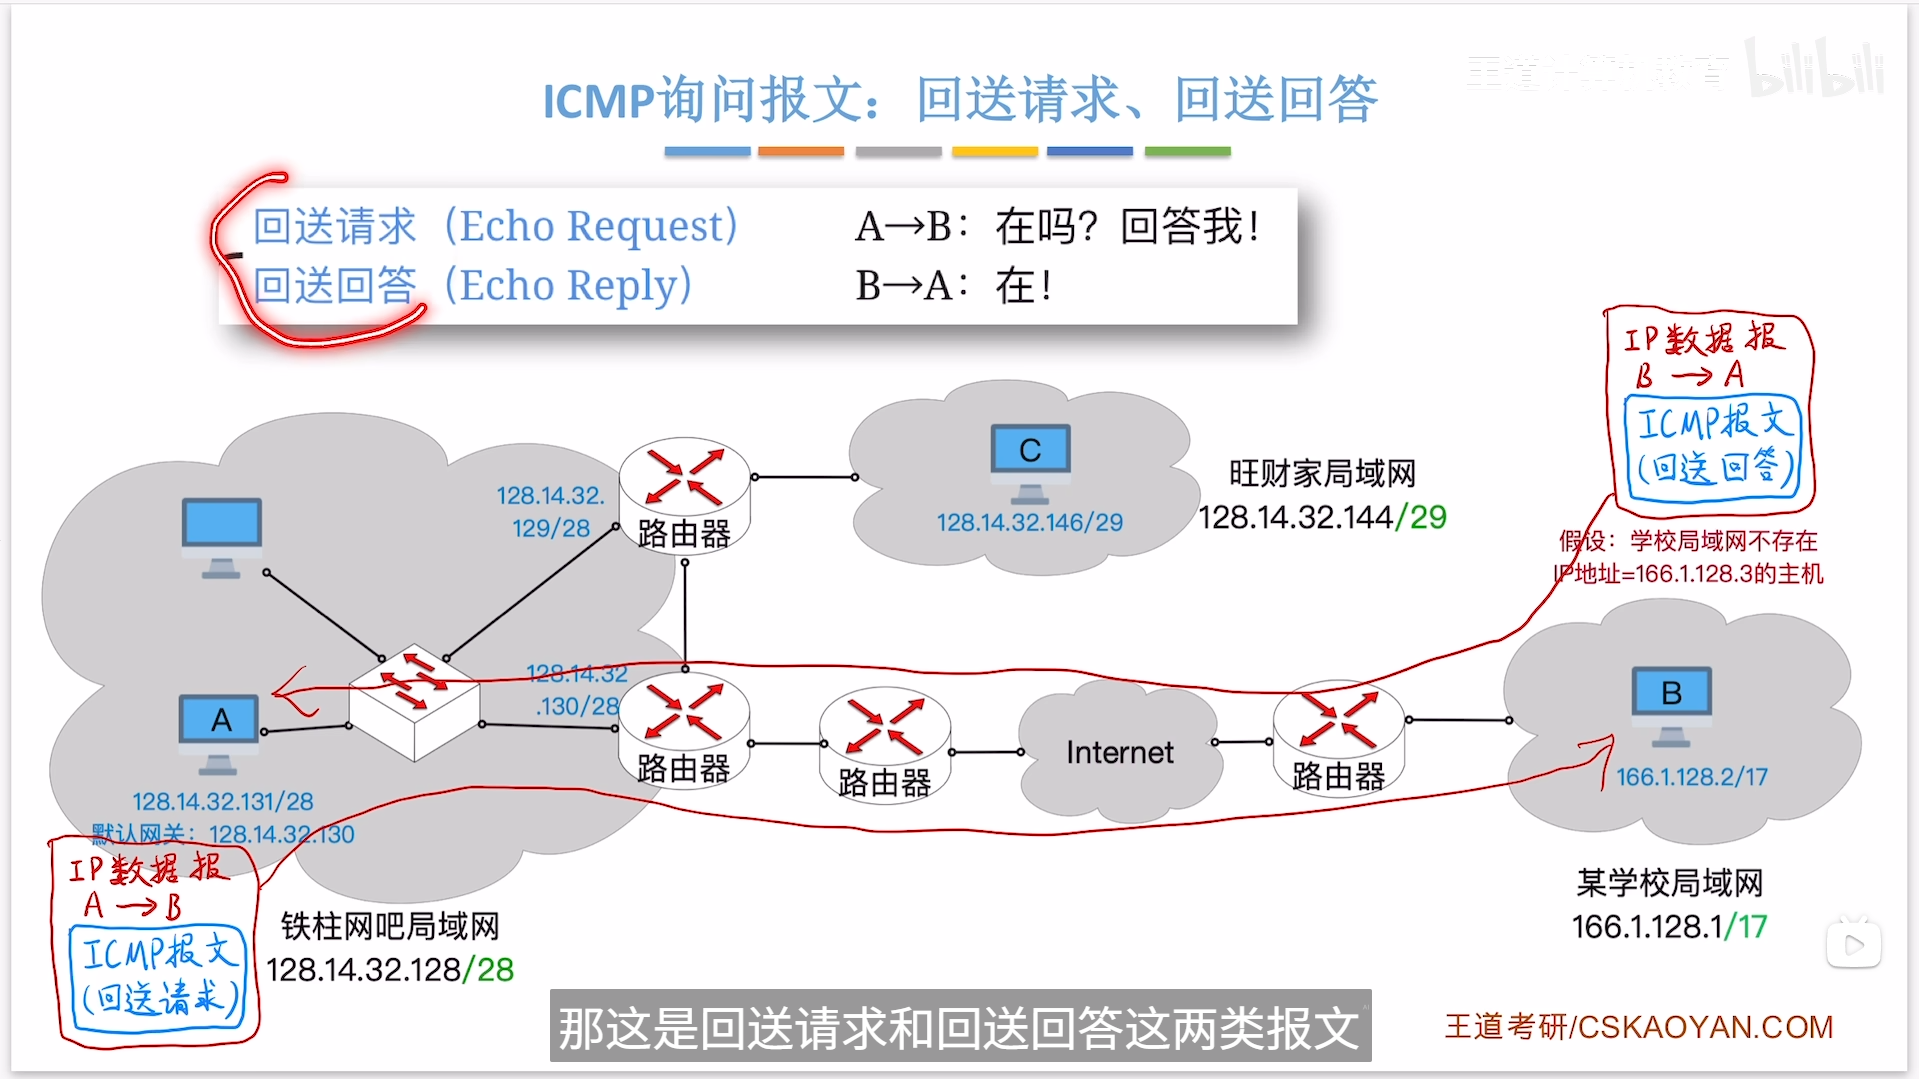 ICMP询问报文：回送请求、回送回答
bilibili
回送请求（Echo Request） A→B：在吗？回答我！
回送回答（Echo Reply） B→A：在！
IP数据报
B→A
ICMP报文
(回送回答)
假设：学校局域网不存在
IP地址=166.1.128.3的主机
C
128.14.32.146/29
旺财家局域网
128.14.32.144/29
128.14.32.
129/28
路由器
128.14.32
.130/28
路由器
路由器
Internet
路由器
A
128.14.32.131/28
默认网关：128.14.32.130
B
166.1.128.2/17
IP数据报
A→B
ICMP报文
(回送请求)
铁柱网吧局域网
128.14.32.128/28
某学校局域网
166.1.128.1/17
那这是回送请求和回送回答这两类报文
王道考研/CSKAOYAN.COM